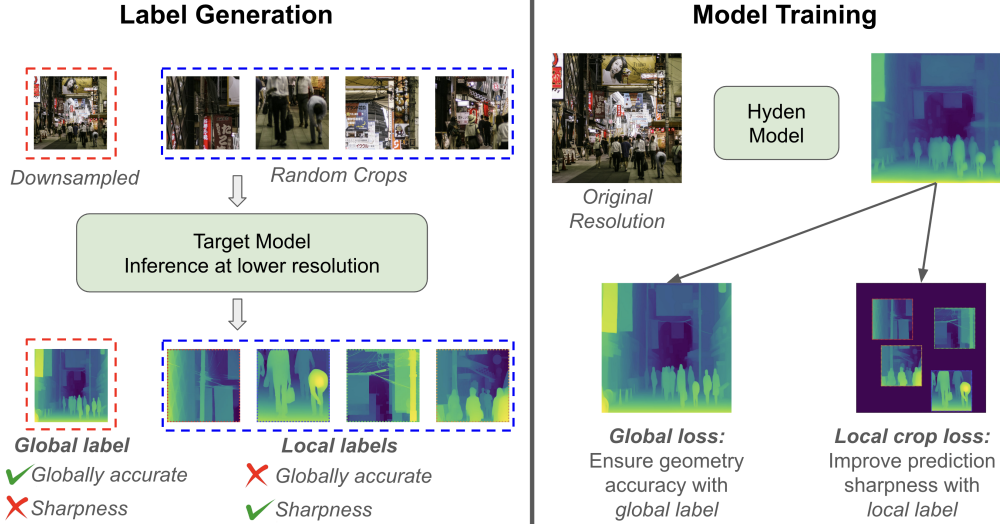 Label Generation
Downsampled
Random Crops
Target Model
Inference at lower resolution
Global label
Globally accurate
Sharpness
Local labels
Globally accurate
Sharpness
Model Training
Original
Resolution
Hyden
Model
Global loss:
Ensure geometry
accuracy with
global label
Local crop loss:
Improve prediction
sharpness with
local label